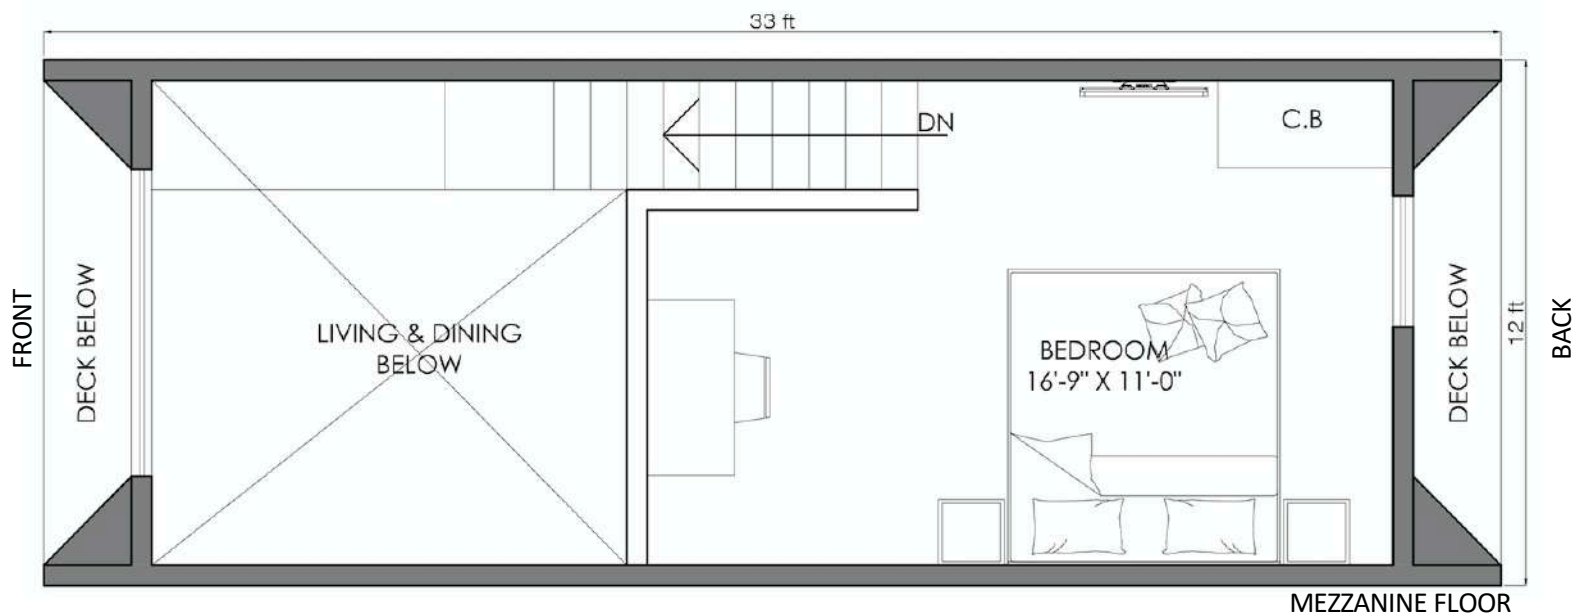 33 ft
DN
C.B
FRONT
DECK BELOW
LIVING & DINING
BELOW
BEDROOM
16'-9" X 11'-0"
DECK BELOW
12 ft
BACK
MEZZANINE FLOOR